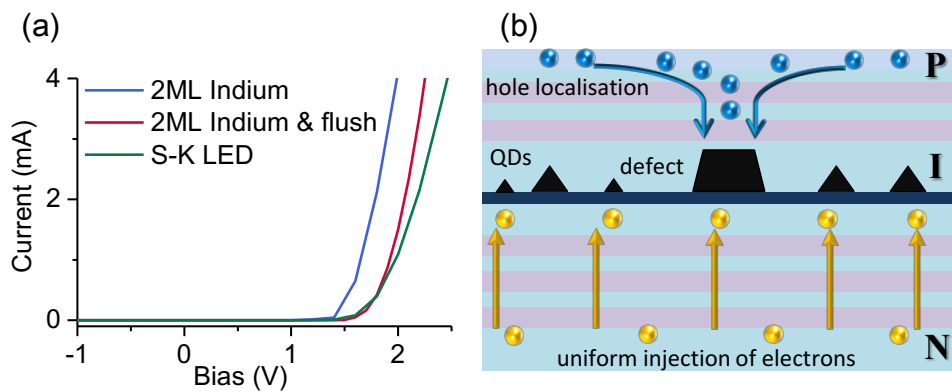 (a)
4
2
0
Current (mA)
2ML Indium
2ML Indium & flush
S-K LED
-1
0
1
2
Bias (V)
(b)
P
hole localisation
QDs
defect
I
N
uniform injection of electrons